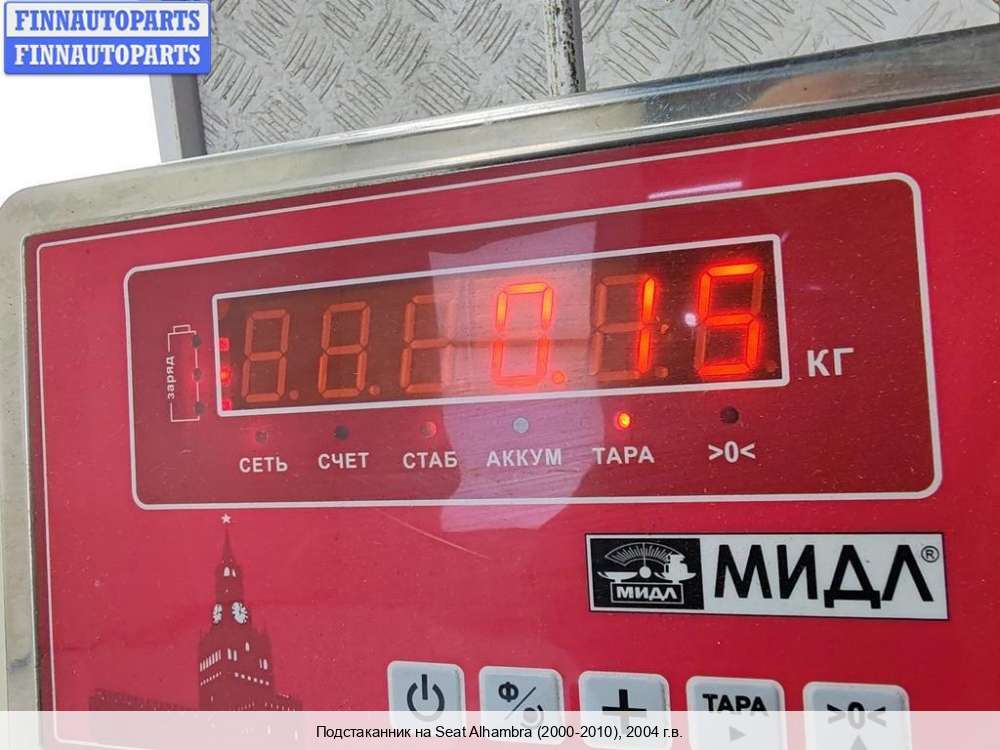 FINNAUTOPARTS
FINNAUTOPARTS
заряд
0.15
КГ
СЕТЬ СЧЕТ СТАБ АККУМ ТАРА >0<
МИДЛ МИДЛ®
Ф
+
ТАРА
>0<
Подстаканник на Seat Alhambra (2000-2010), 2004 г.в.